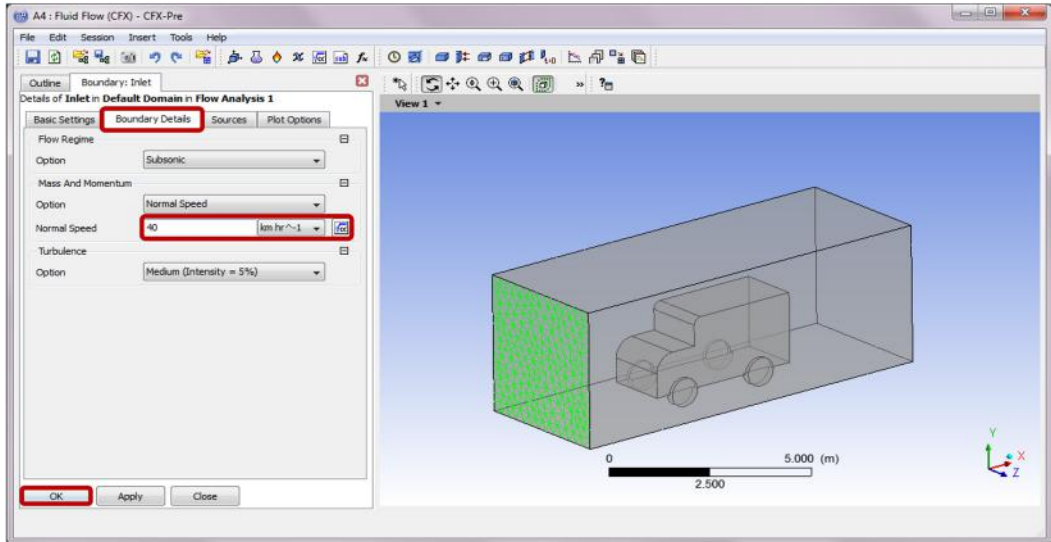 A4 : Fluid Flow (CFX) - CFX-Pre
File Edit Session Insert Tools Help
Outline Boundary: Inlet
Details of Inlet in Default Domain in Flow Analysis 1
Basic Settings Boundary Details Sources Plot Options
Flow Regime
Option Subsonic
Mass And Momentum
Option Normal Speed
Normal Speed 40 km hr^-1
Turbulence
Option Medium (Intensity = 5%)
OK Apply Close
View 1
0 5.000 (m)
2.500
Y
X
Z